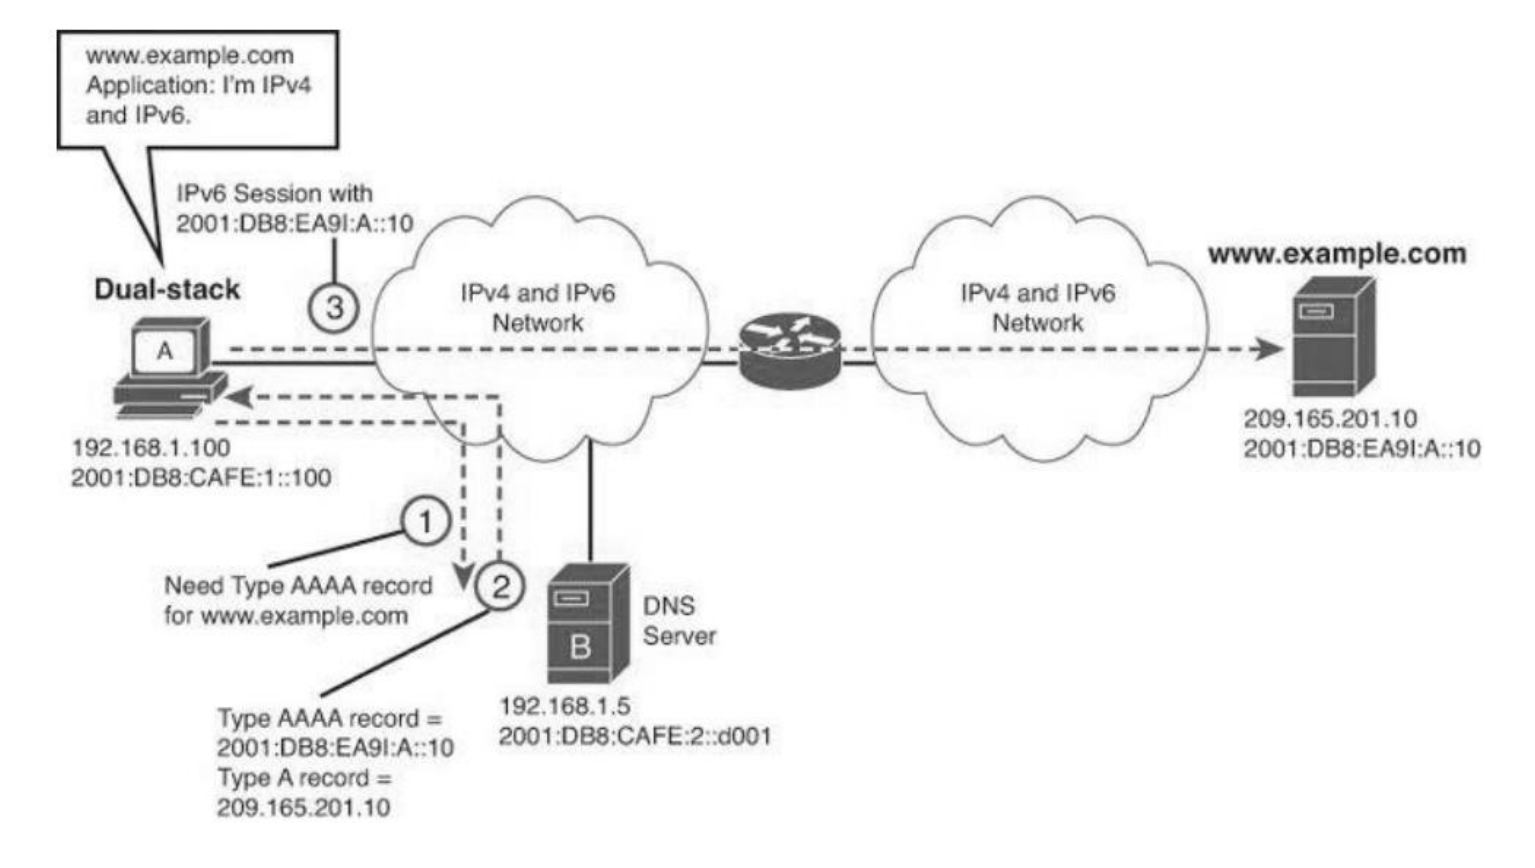 www.example.com
Application: I'm IPv4
and IPv6.
IPv6 Session with
2001:DB8:EA9I:A::10
3
Dual-stack
A
192.168.1.100
2001:DB8:CAFE:1::100
IPv4 and IPv6
Network
IPv4 and IPv6
Network
www.example.com
209.165.201.10
2001:DB8:EA9I:A::10
1
Need Type AAAA record
for www.example.com
2
Type AAAA record =
2001:DB8:EA9I:A::10
Type A record =
209.165.201.10
B
DNS
Server
192.168.1.5
2001:DB8:CAFE:2::d001